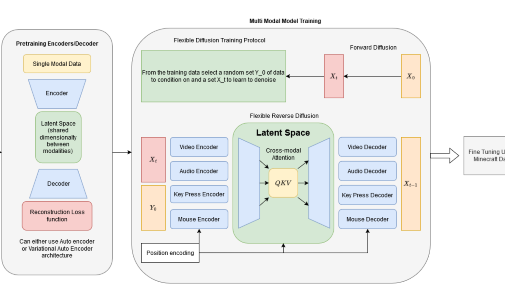 Multi Modal Model Training
Pretraining Encoders/Decoder
Single Modal Data
Encoder
Latent Space
(shared
dimensionally
between
modalities)
Decoder
Reconstruction Loss
function
Can either use Auto encoder
or Variational Auto Encoder
architecture
Flexible Diffusion Training Protocol
From the training data select a random set Y_0 of data
to condition on and a set X_t to learn to denoise
Forward Diffusion
X_t
X_0
Flexible Reverse Diffusion
Latent Space
Cross-modal
Attention
QKV
X_t
Y_t
Video Encoder
Audio Encoder
Key Press Encoder
Mouse Encoder
Video Decoder
Audio Decoder
Key Press Decoder
Mouse Decoder
X_{t-1}
Position encoding
Fine Tuning
Minecraft